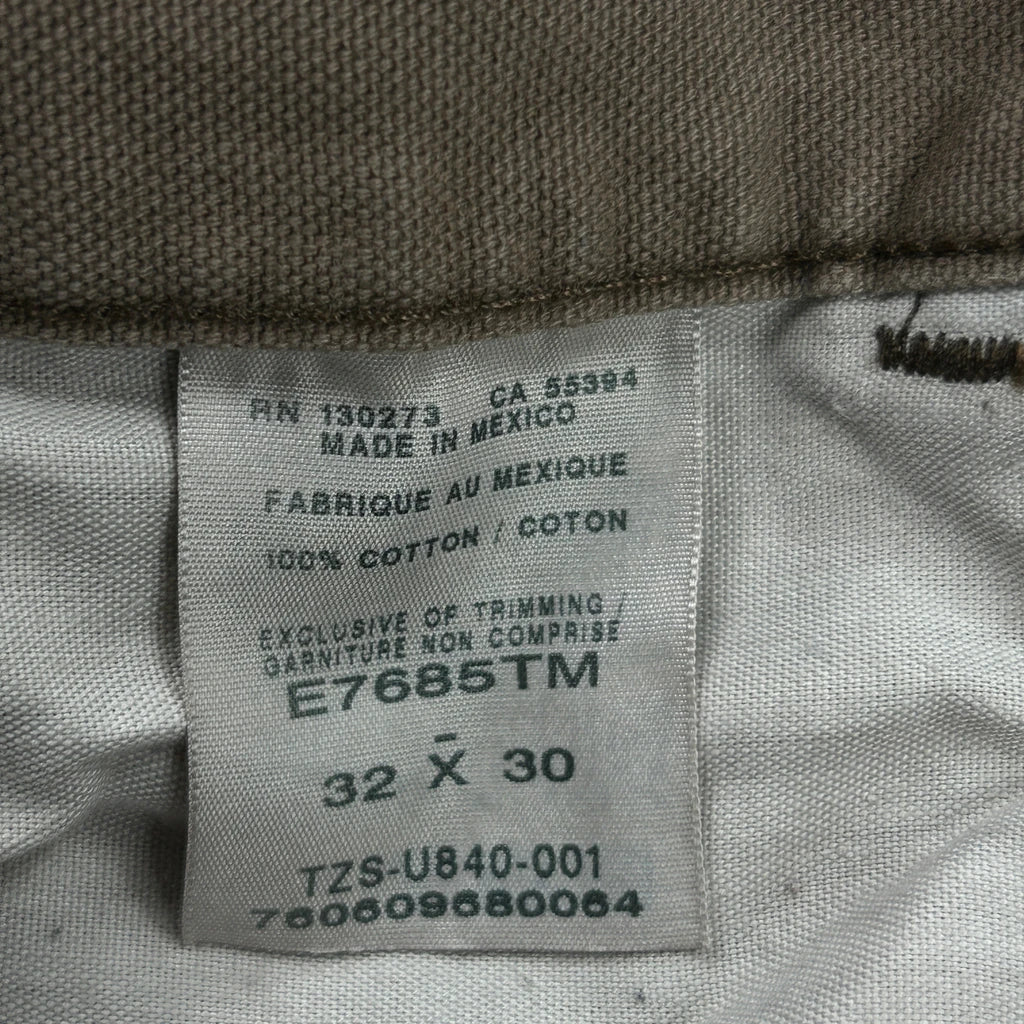 RN 130273 CA 55394
MADE IN MEXICO
FABRIQUE AU MEXIQUE
100% COTTON / COTON
EXCLUSIVE OF TRIMMING /
GARNITURE NON COMPRISE
E7685TM
32 X 30
TZS-U840-001
760609680064